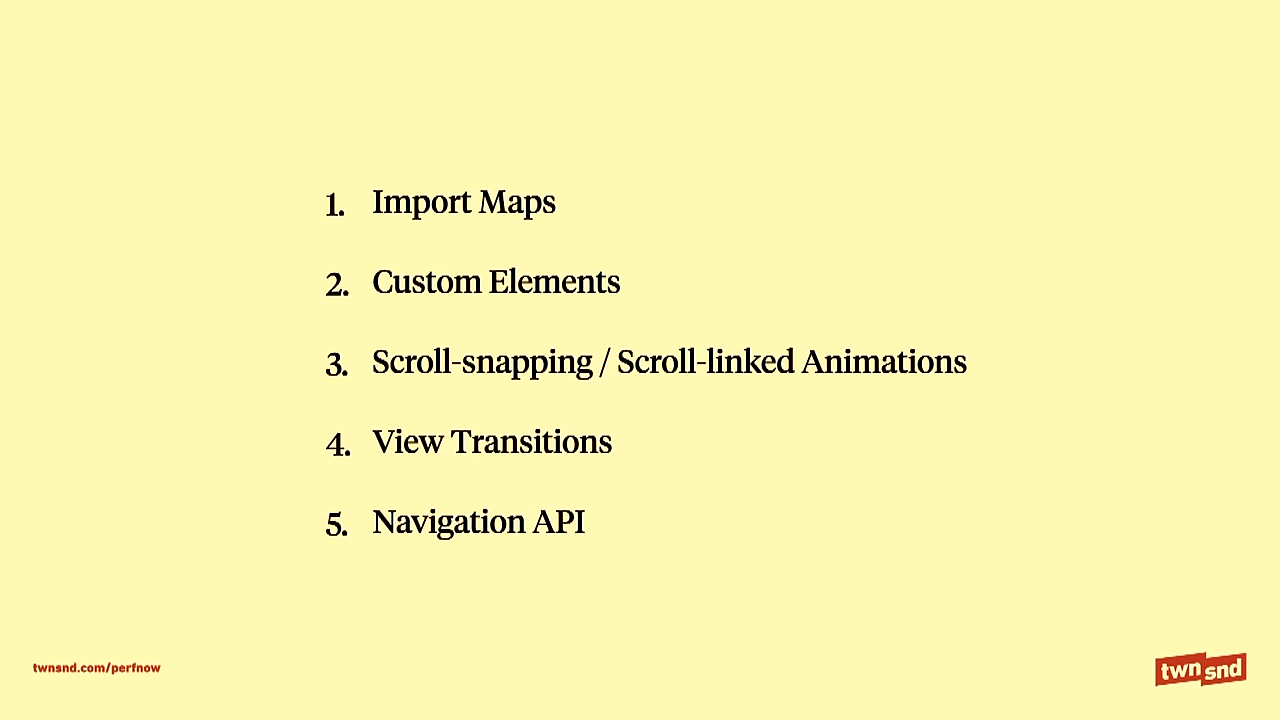 1. Import Maps
2. Custom Elements
3. Scroll-snapping / Scroll-linked Animations
4. View Transitions
5. Navigation API
twnsnd.com/perfnow
twn snd